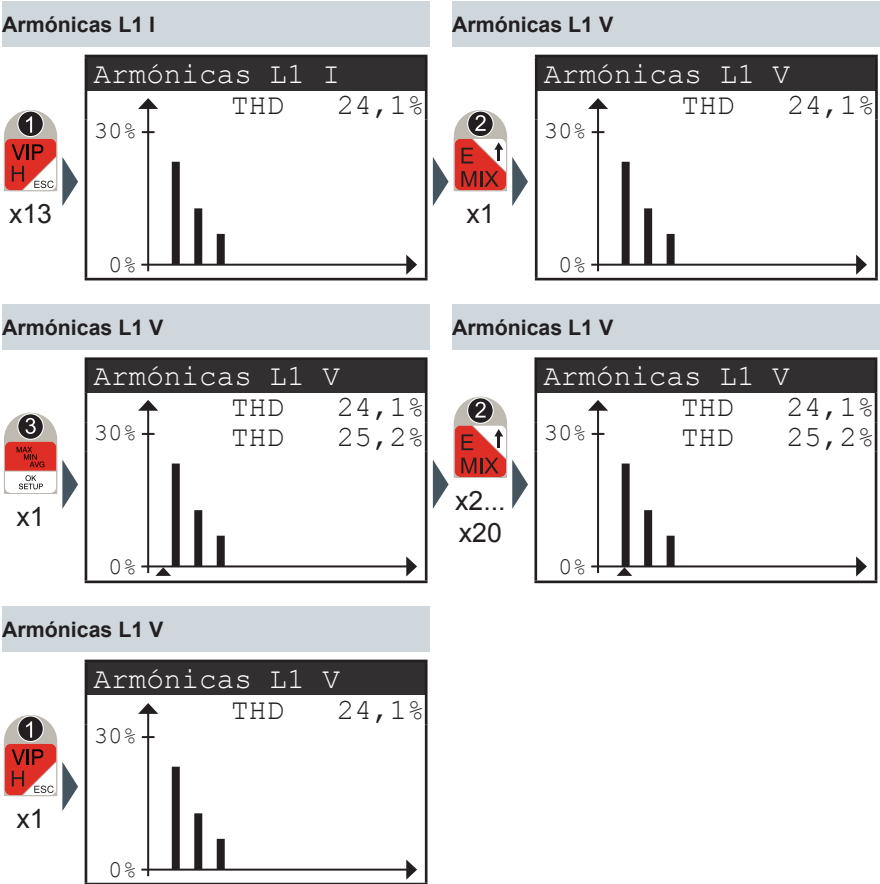 Armónicas L1 I
1
VIP
H
ESC
x13
Armónicas L1 I
THD 24,1%
30%
0%
Armónicas L1 V
2
E
MIX
x1
Armónicas L1 V
THD 24,1%
30%
0%
Armónicas L1 V
3
MAX
MIN
AVG
OK
SETUP
x1
Armónicas L1 V
THD 24,1%
30% THD 25,2%
0%
Armónicas L1 V
2
E
MIX
x2...
x20
Armónicas L1 V
THD 24,1%
30% THD 25,2%
0%
Armónicas L1 V
1
VIP
H
ESC
x1
Armónicas L1 V
THD 24,1%
30%
0%